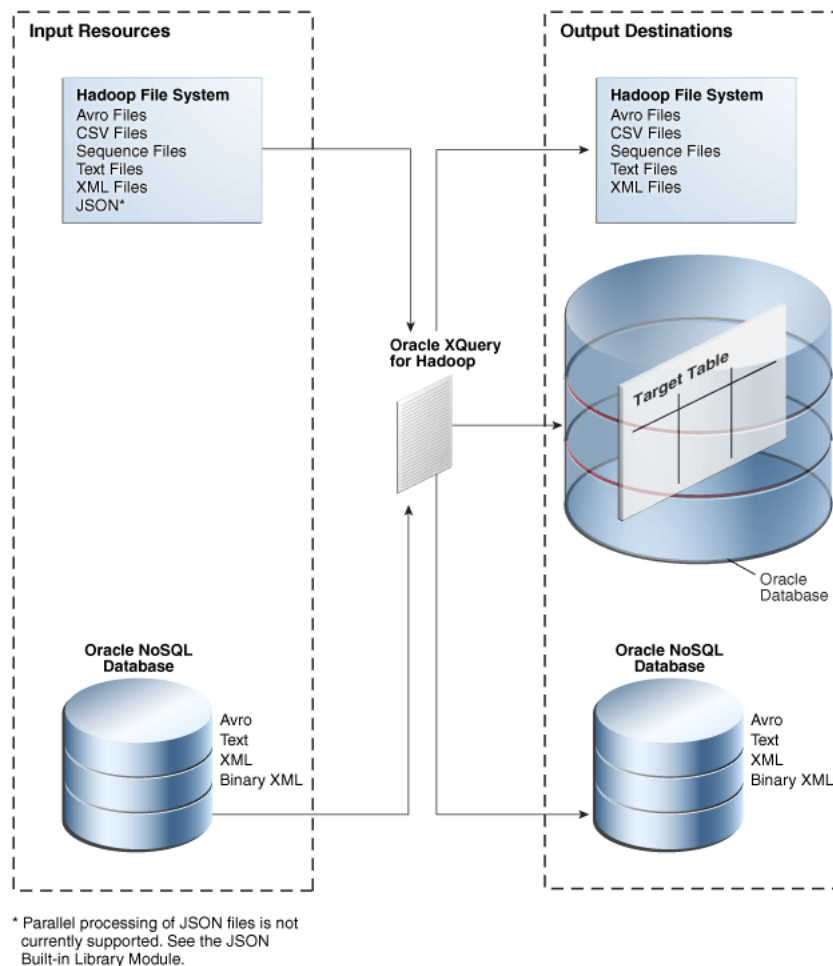 Input Resources
Hadoop File System
Avro Files
CSV Files
Sequence Files
Text Files
XML Files
JSON*
Oracle NoSQL
Database
Avro
Text
XML
Binary XML
Oracle XQuery
for Hadoop
Output Destinations
Hadoop File System
Avro Files
CSV Files
Sequence Files
Text Files
XML Files
Target Table
Oracle
Database
Oracle NoSQL
Database
Avro
Text
XML
Binary XML
* Parallel processing of JSON files is not
currently supported. See the JSON
Built-in Library Module.